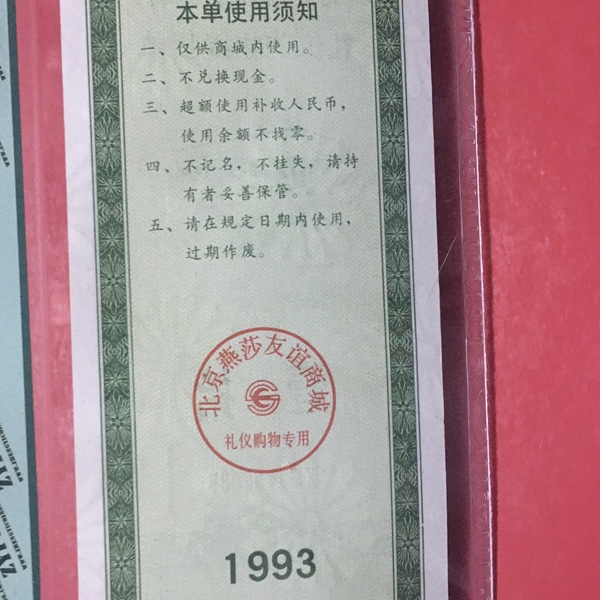 本单使用须知
一、仅供商城内使用。
二、不兑换现金。
三、超额使用补收人民币，
使用余额不找零。
四、不记名，不挂失，请持
有者妥善保管。
五、请在规定日期内使用，
过期作废。
北京燕莎友谊商城
礼仪购物专用
1993